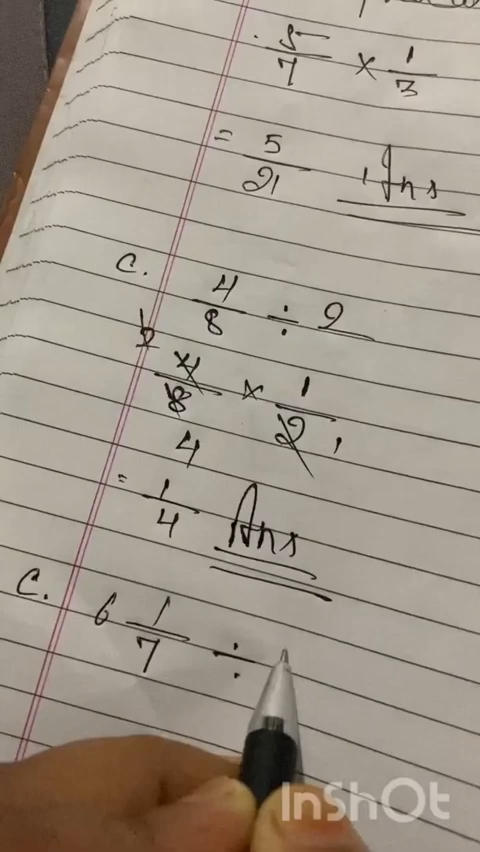 5/7 × 1/3
= 5/21 Ans
c. 4/8 ÷ 2
4/8 × 1/2 1
4
= 1/4 Ans
c. 6 1/7 ÷
InShOt